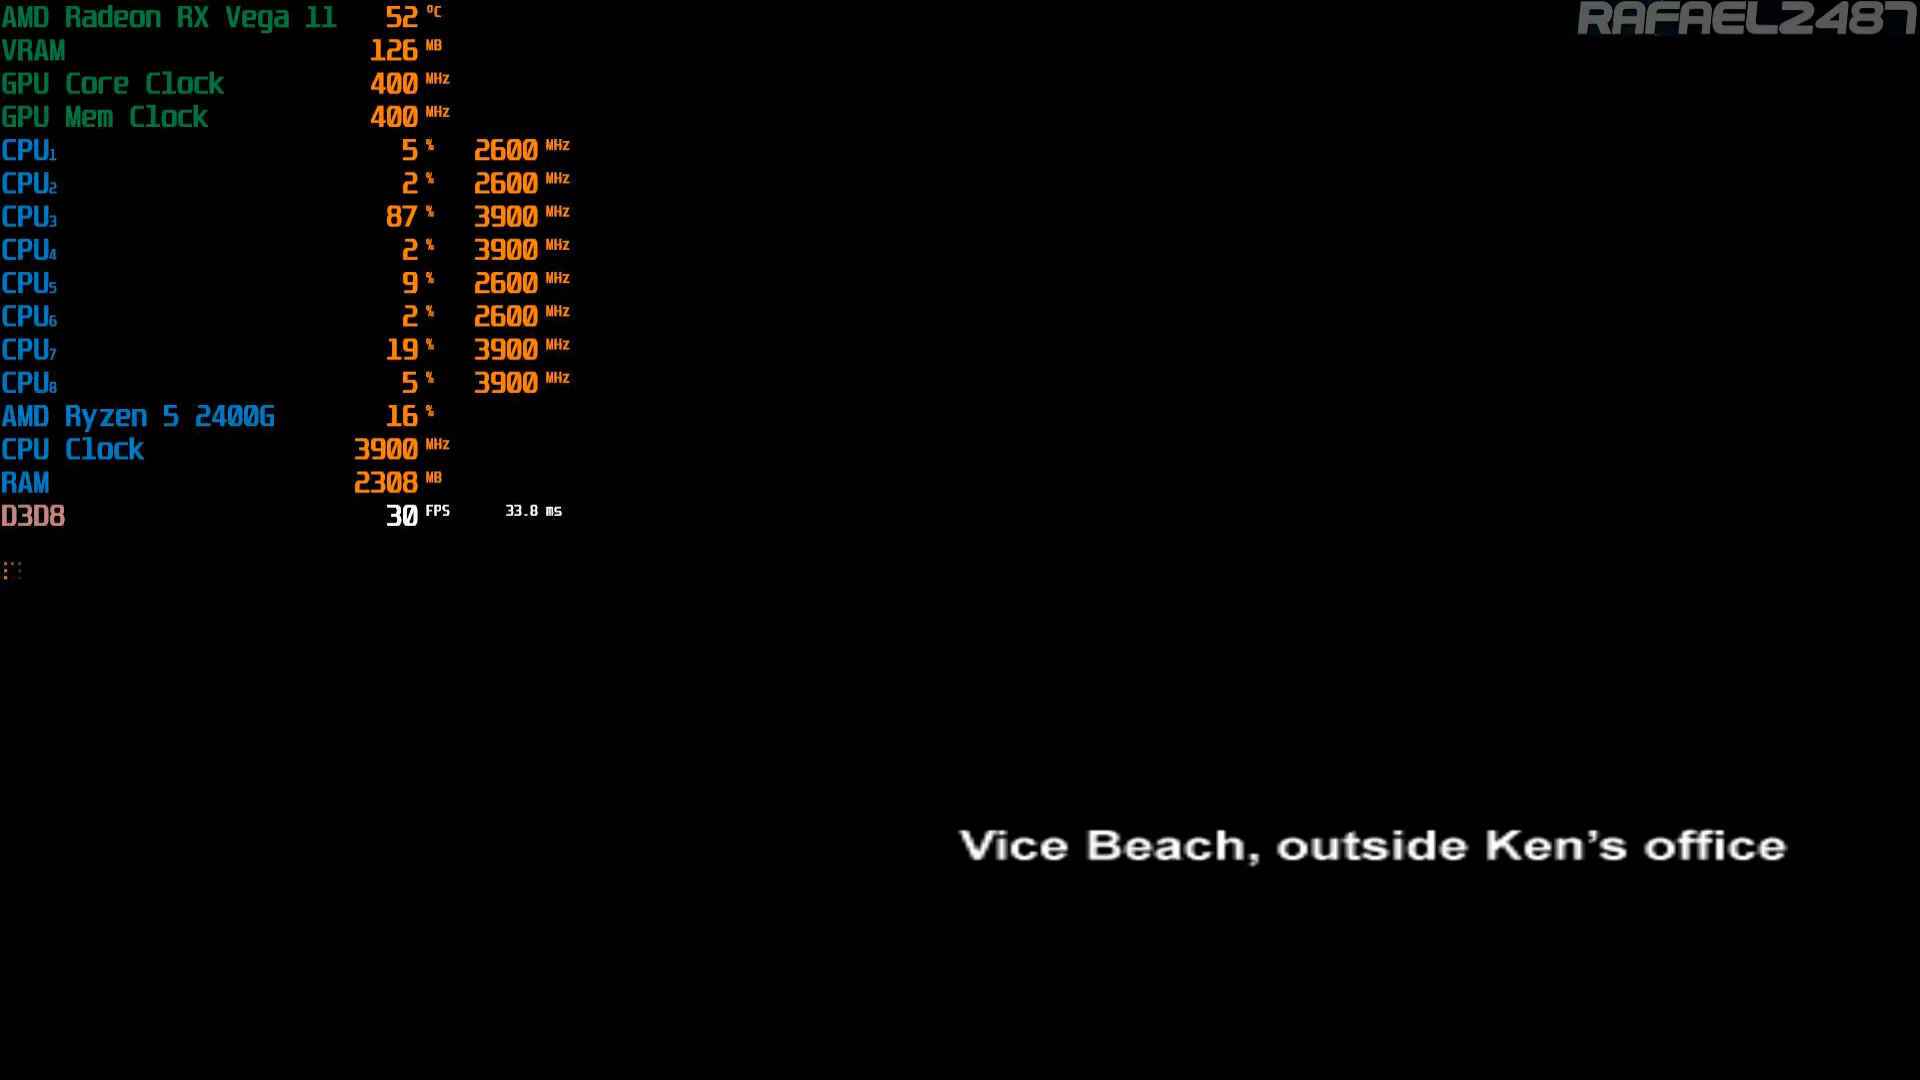 AMD Radeon RX Vega 11 52 °C
VRAM 126 MB
GPU Core Clock 400 MHz
GPU Mem Clock 400 MHz
CPU1 5 % 2600 MHz
CPU2 2 % 2600 MHz
CPU3 87 % 3900 MHz
CPU4 2 % 3900 MHz
CPU5 9 % 2600 MHz
CPU6 2 % 2600 MHz
CPU7 19 % 3900 MHz
CPU8 5 % 3900 MHz
AMD Ryzen 5 2400G 16 %
CPU Clock 3900 MHz
RAM 2308 MB
D3D8 30 FPS 33.8 ms
RAFAEL2487
Vice Beach, outside Ken’s office